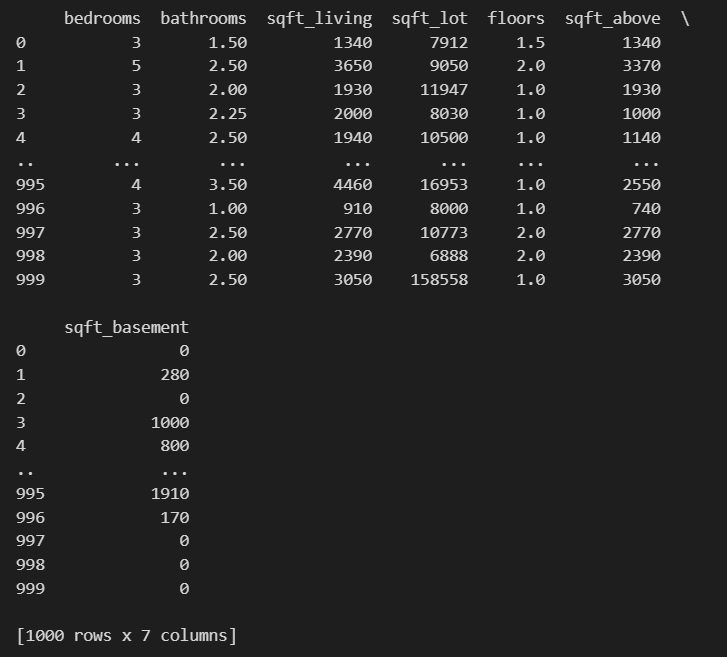 bedrooms  bathrooms  sqft_living  sqft_lot  floors  sqft_above  \
0           3       1.50         1340      7912     1.5        1340
1           5       2.50         3650      9050     2.0        3370
2           3       2.00         1930     11947     1.0        1930
3           3       2.25         2000      8030     1.0        1000
4           4       2.50         1940     10500     1.0        1140
..        ...        ...          ...       ...     ...         ...
995         4       3.50         4460     16953     1.0        2550
996         3       1.00          910      8000     1.0         740
997         3       2.50         2770     10773     2.0        2770
998         3       2.00         2390      6888     2.0        2390
999         3       2.50         3050    158558     1.0        3050

     sqft_basement
0                0
1              280
2                0
3             1000
4              800
..             ...
995           1910
996            170
997              0
998              0
999              0

[1000 rows x 7 columns]